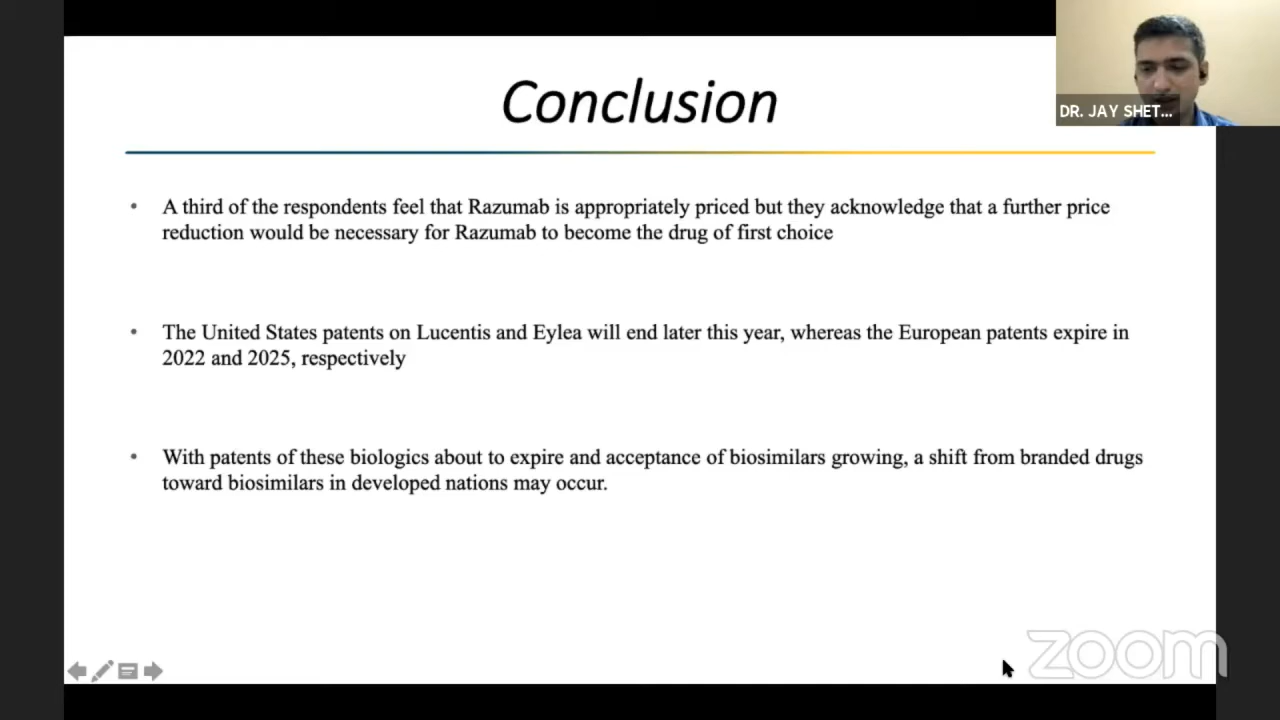 Conclusion
DR. JAY SHET...
• A third of the respondents feel that Razumab is appropriately priced but they acknowledge that a further price
reduction would be necessary for Razumab to become the drug of first choice
• The United States patents on Lucentis and Eylea will end later this year, whereas the European patents expire in
2022 and 2025, respectively
• With patents of these biologics about to expire and acceptance of biosimilars growing, a shift from branded drugs
toward biosimilars in developed nations may occur.
zoom